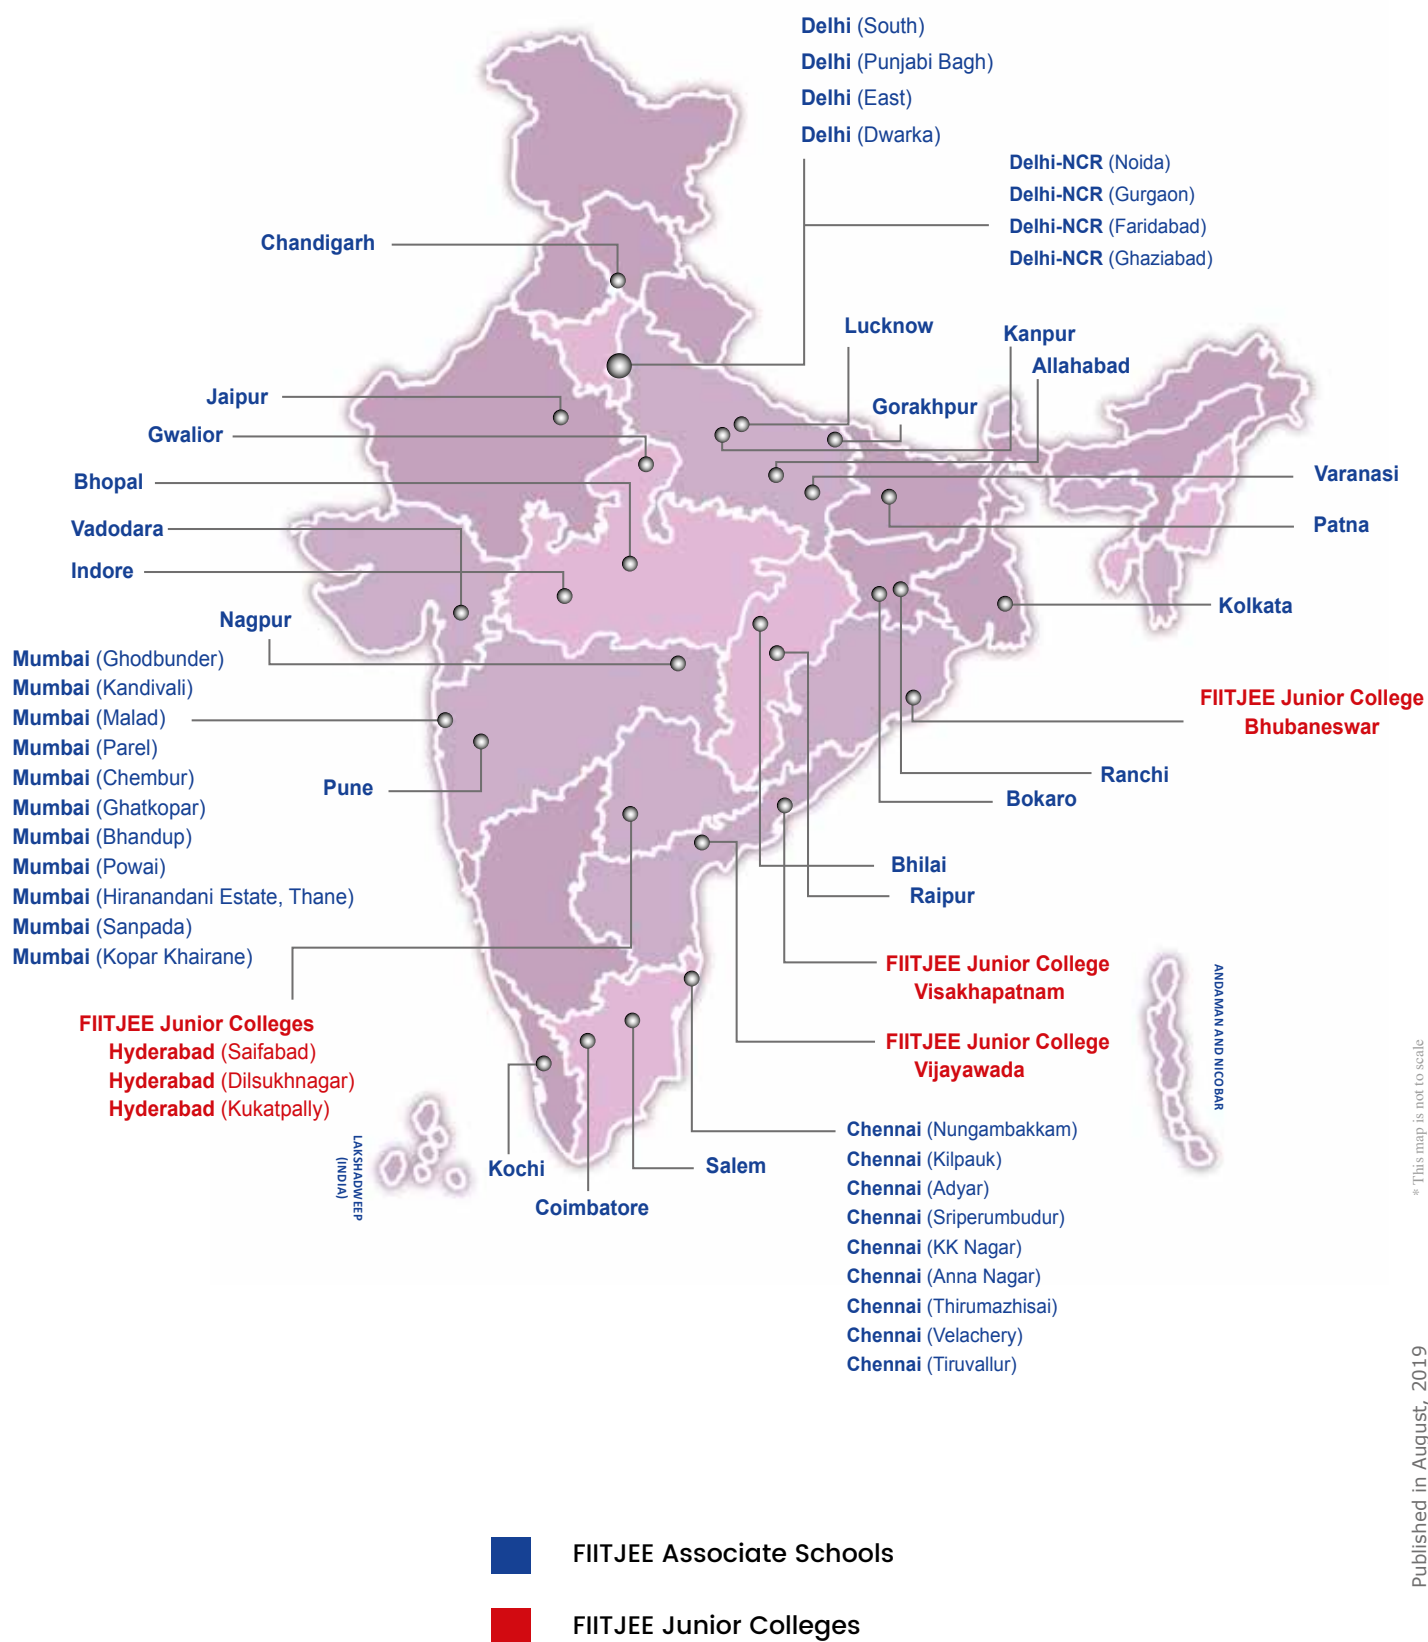 Delhi (South)
Delhi (Punjabi Bagh)
Delhi (East)
Delhi (Dwarka)
Delhi-NCR (Noida)
Delhi-NCR (Gurgaon)
Delhi-NCR (Faridabad)
Delhi-NCR (Ghaziabad)
Chandigarh
Lucknow
Kanpur
Allahabad
Jaipur
Gorakhpur
Gwalior
Bhopal
Varanasi
Vadodara
Patna
Indore
Kolkata
Nagpur
Mumbai (Ghodbunder)
Mumbai (Kandivali)
Mumbai (Malad)
Mumbai (Parel)
Mumbai (Chembur)
Mumbai (Ghatkopar)
Mumbai (Bhandup)
Mumbai (Powai)
Mumbai (Hiranandani Estate, Thane)
Mumbai (Sanpada)
Mumbai (Kopar Khairane)
Pune
FIITJEE Junior College
Bhubaneswar
Ranchi
Bokaro
Bhilai
Raipur
FIITJEE Junior College
Visakhapatnam
FIITJEE Junior College
Vijayawada
FIITJEE Junior Colleges
Hyderabad (Saifabad)
Hyderabad (Dilsukhnagar)
Hyderabad (Kukatpally)
ANDAMAN AND NICOBAR
LAKSHADWEEP
(INDIA)
Kochi
Coimbatore
Salem
Chennai (Nungambakkam)
Chennai (Kilpauk)
Chennai (Adyar)
Chennai (Sriperumbudur)
Chennai (KK Nagar)
Chennai (Anna Nagar)
Chennai (Thirumazhisai)
Chennai (Velachery)
Chennai (Tiruvallur)
* This map is not to scale
Published in August, 2019
FIITJEE Associate Schools
FIITJEE Junior Colleges